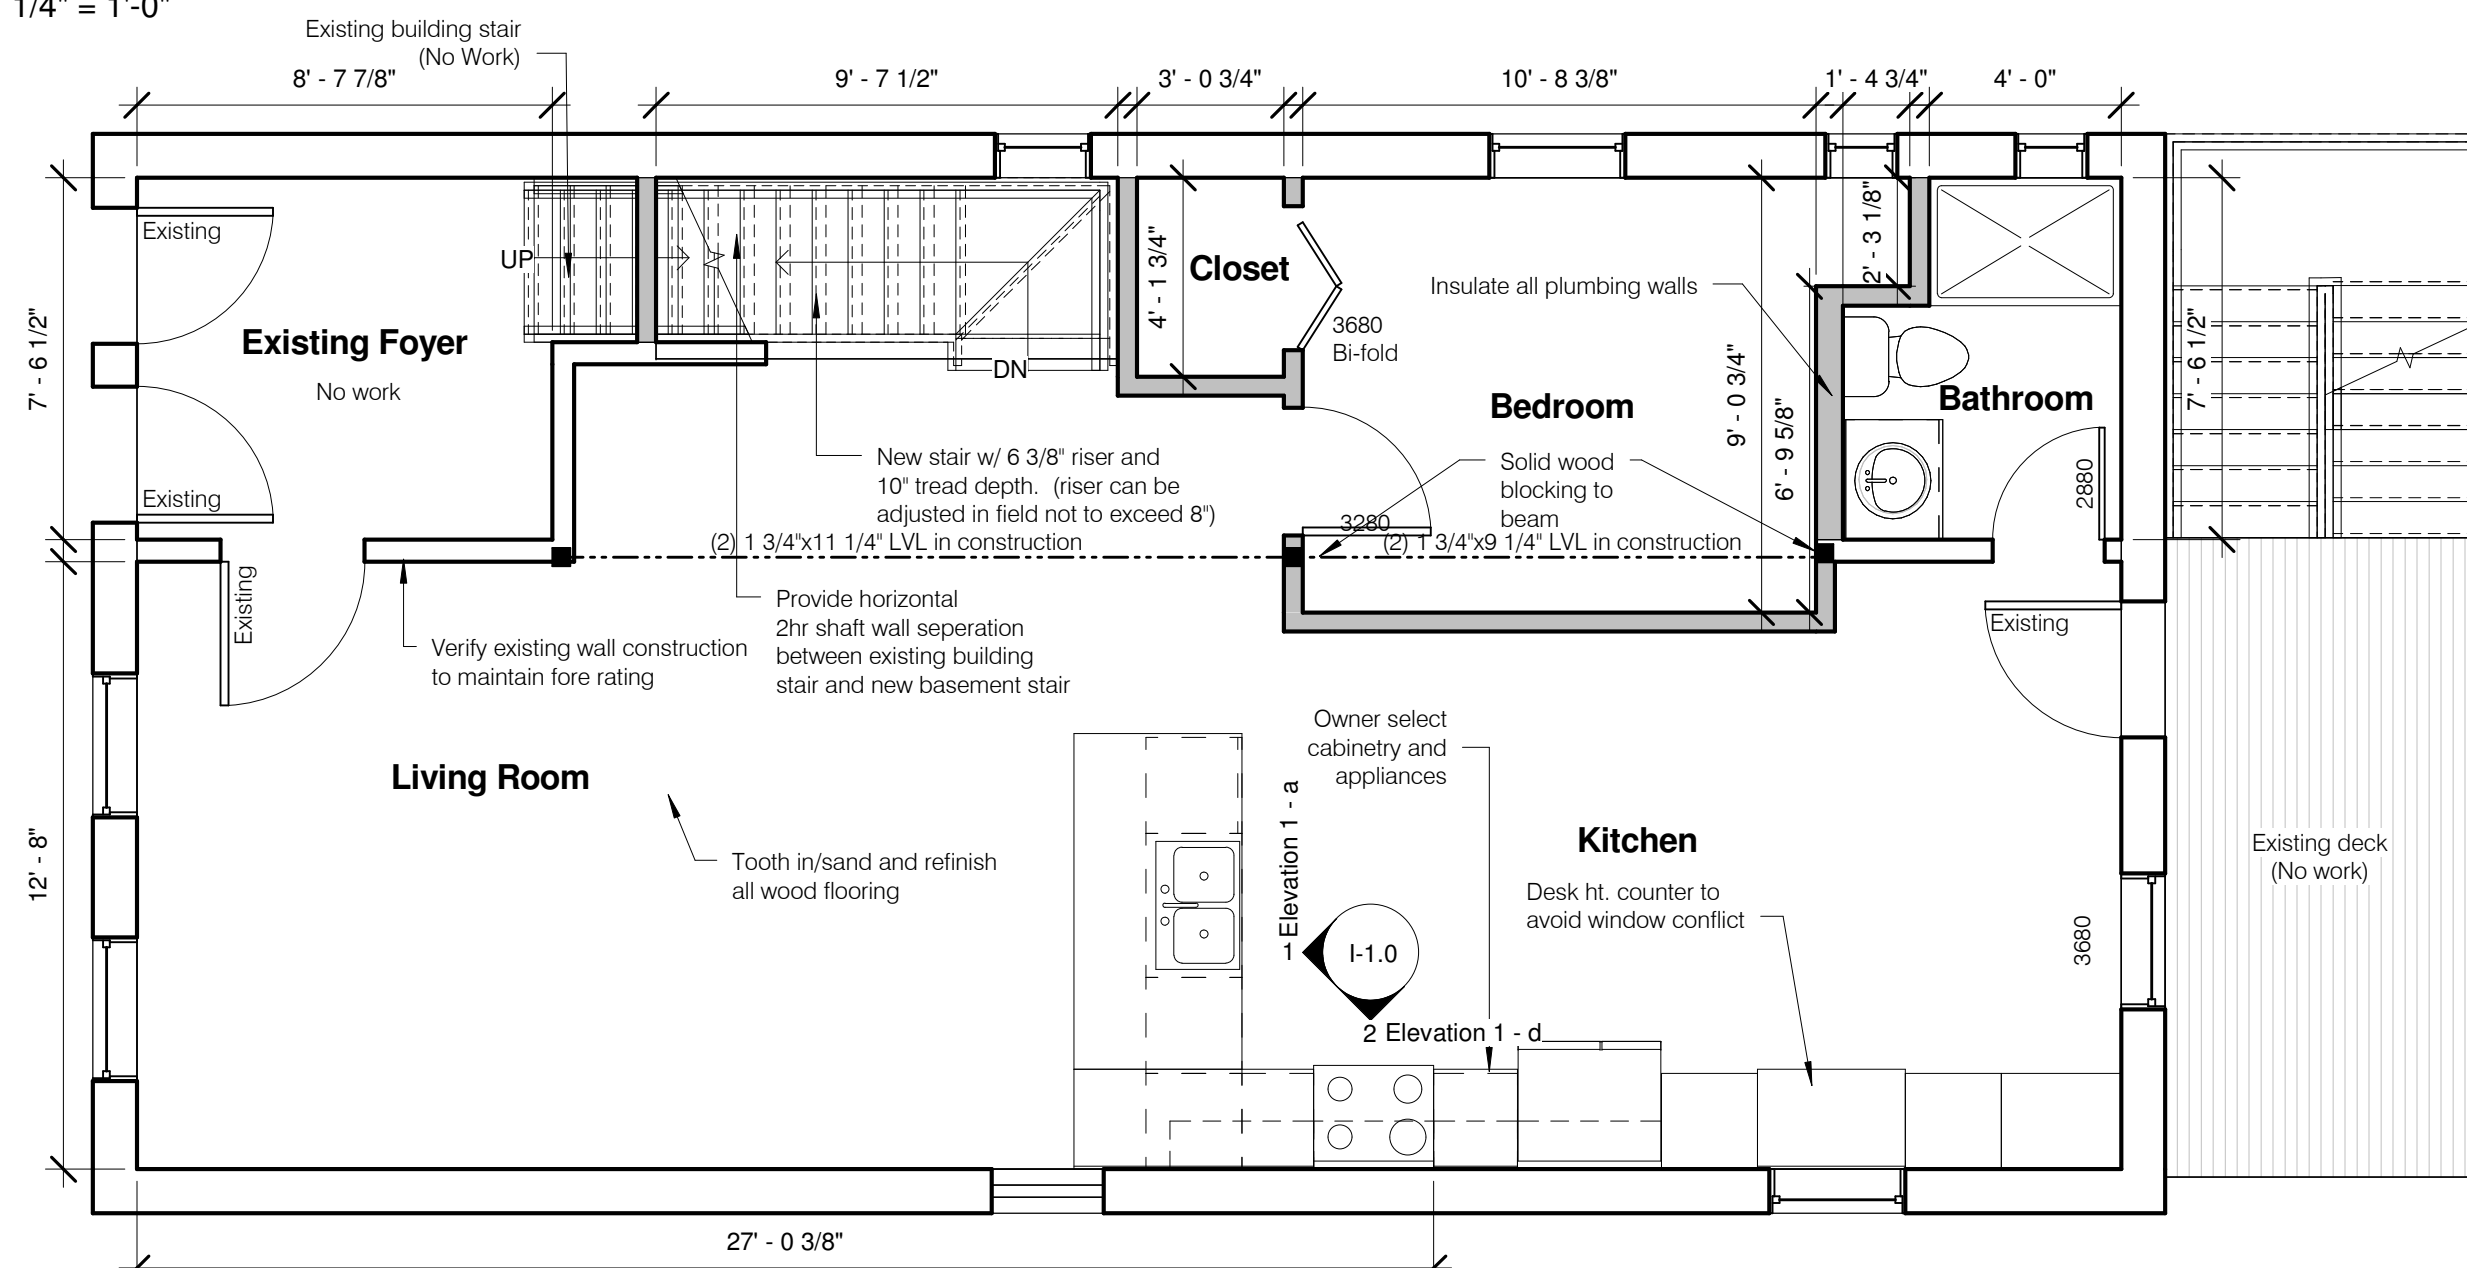 1/4" = 1'-0"
Existing building stair
(No Work)
8' - 7 7/8"
9' - 7 1/2"
3' - 0 3/4"
10' - 8 3/8"
1' - 4 3/4"
4' - 0"
Existing
UP
Existing Foyer
No work
Existing
7' - 6 1/2"
DN
4' - 1 3/4"
Closet
3680
Bi-fold
Insulate all plumbing walls
2' - 3 1/8"
Bedroom
9' - 0 3/4"
6' - 9 5/8"
Bathroom
2880
7' - 6 1/2"
New stair w/ 6 3/8" riser and
10" tread depth.  (riser can be
adjusted in field not to exceed 8")
Solid wood
blocking to
beam
3280
(2) 1 3/4"x11 1/4" LVL in construction
(2) 1 3/4"x9 1/4" LVL in construction
Existing
Verify existing wall construction
to maintain fore rating
Provide horizontal
2hr shaft wall seperation
between existing building
stair and new basement stair
Existing
Living Room
12' - 8"
Tooth in/sand and refinish
all wood flooring
Owner select
cabinetry and
appliances
Elevation 1 - a
1
I-1.0
2 Elevation 1 - d
Kitchen
Desk ht. counter to
avoid window conflict
3680
Existing deck
(No work)
27' - 0 3/8"